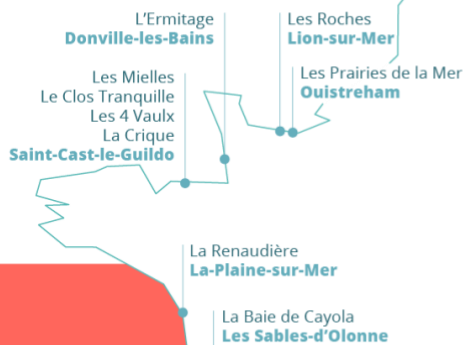 L'Ermitage
Donville-les-Bains
Les Roches
Lion-sur-Mer
Les Prairies de la Mer
Ouistreham
Les Mielles
Le Clos Tranquille
Les 4 Vaulx
La Crique
Saint-Cast-le-Guildo
La Renaudière
La-Plaine-sur-Mer
La Baie de Cayola
Les Sables-d'Olonne